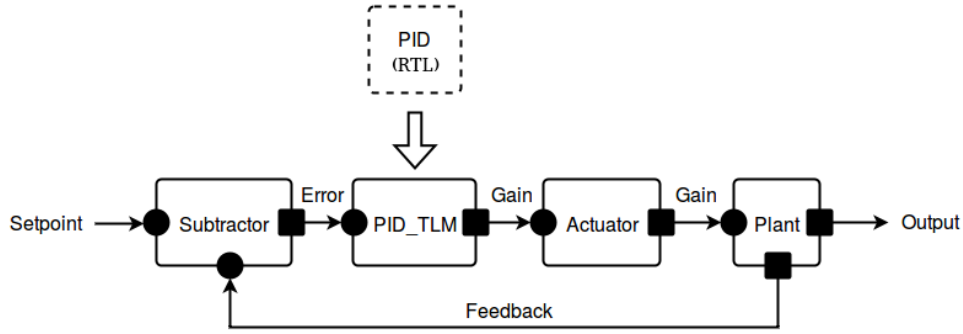 PID
(RTL)
Error
Gain
Gain
Setpoint
Subtractor
PID_TLM
Actuator
Plant
Output
Feedback